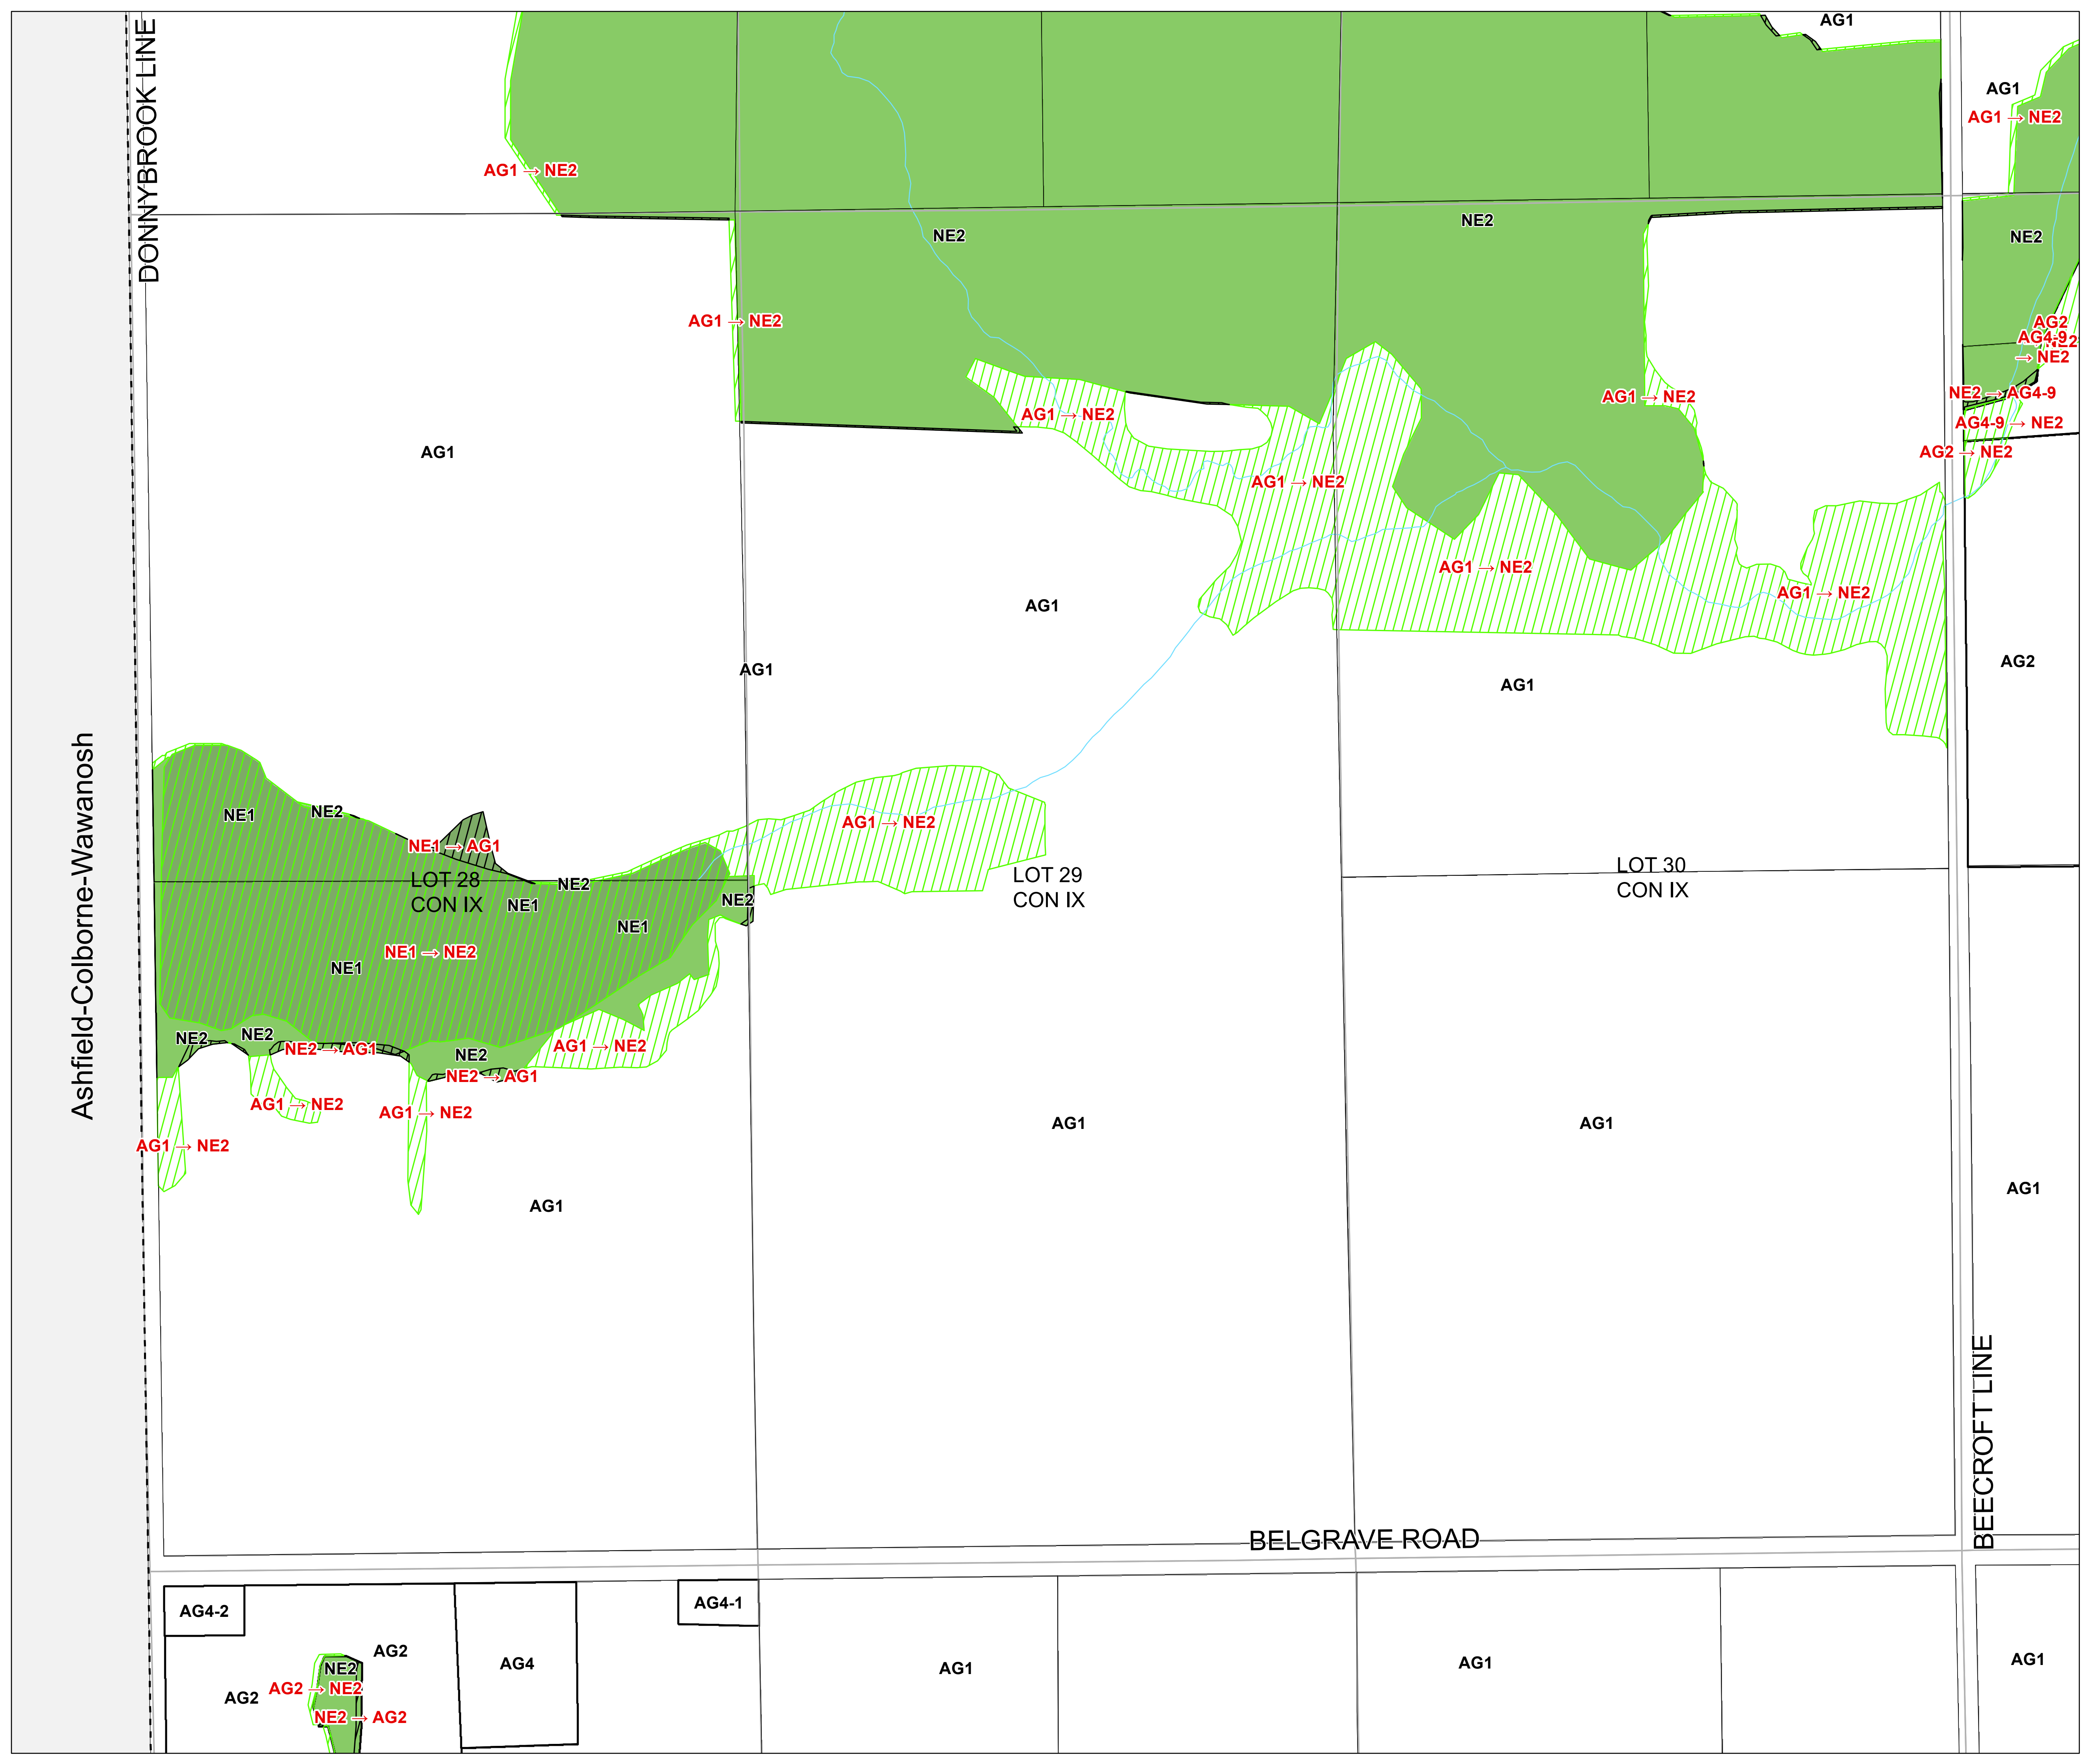 AG1
DONNYBROOK LINE
AG1
AG1 → NE2
AG1 → NE2
NE2
NE2
NE2
AG1 → NE2
AG2
AG4-9
NE2
→ NE2
NE2 → AG4-9
AG1 → NE2
AG1 → NE2
AG4-9 → NE2
AG1
AG2 → NE2
AG1 → NE2
AG1 → NE2
AG1 → NE2
AG1
AG2
AG1
AG1
Ashfield-Colborne-Wawanosh
NE1
NE2
AG1 → NE2
NE1 → AG1
LOT 28
CON IX
NE2
NE1
NE2
LOT 29
CON IX
LOT 30
CON IX
NE1
NE1 → NE2
NE1
NE2
NE2
NE2 → AG1
NE2
AG1 → NE2
NE2 → AG1
AG1 → NE2
AG1 → NE2
AG1 → NE2
AG1
AG1
AG1
AG1
BEECROFT LINE
BELGRAVE ROAD
AG4-2
AG4-1
AG2
AG4
NE2
AG1
AG1
AG1
AG2 → NE2
AG2
NE2 → AG2